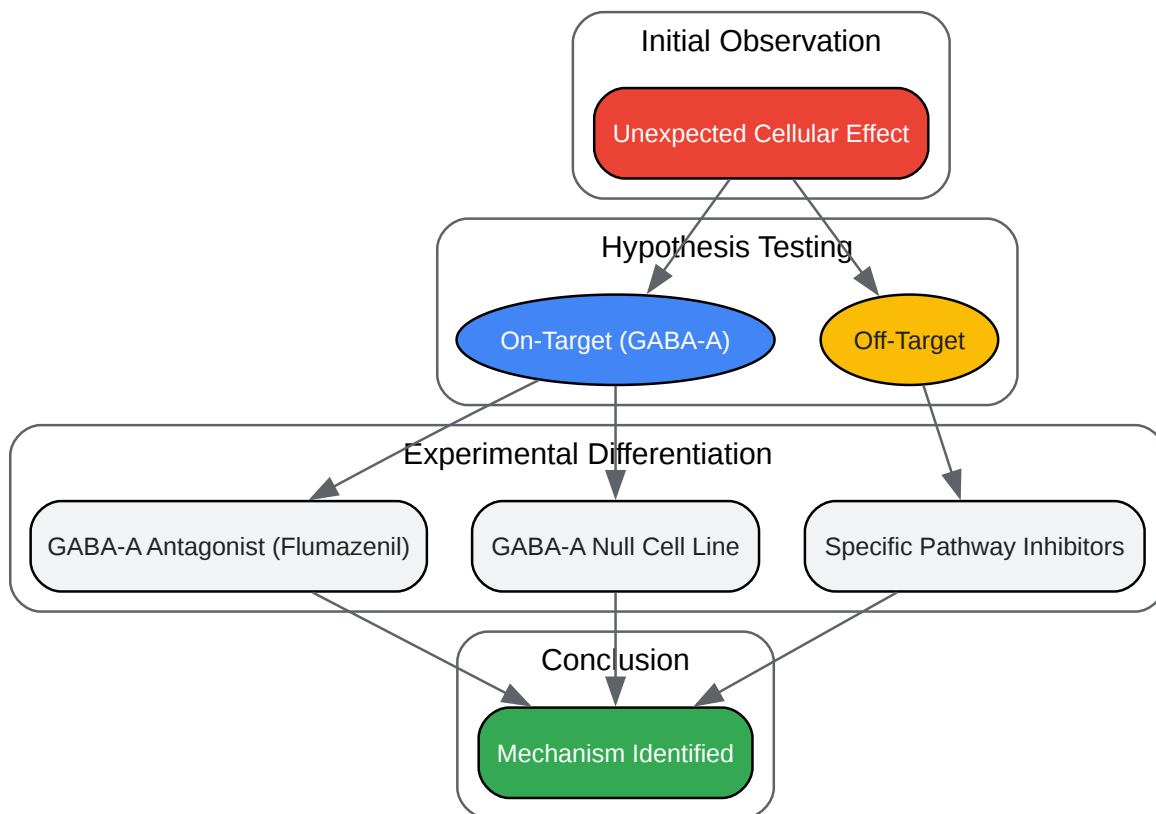 Initial Observation
Unexpected Cellular Effect
Hypothesis Testing
On-Target (GABA-A)
Off-Target
Experimental Differentiation
GABA-A Antagonist (Flumazenil)
GABA-A Null Cell Line
Specific Pathway Inhibitors
Conclusion
Mechanism Identified